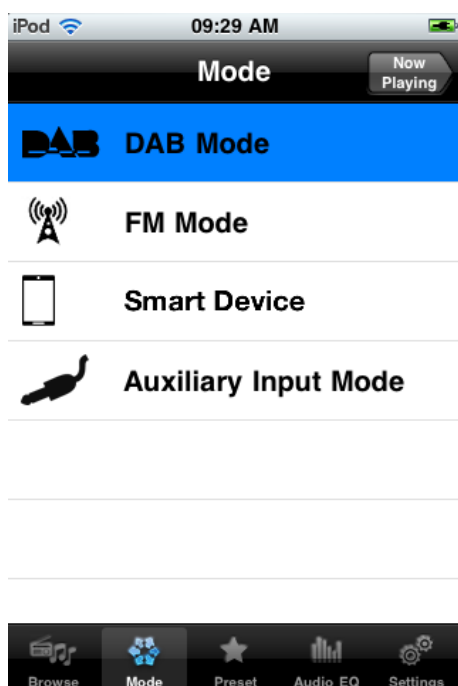 iPod 09:29 AM
Mode
Now
Playing
DAB DAB Mode
FM Mode
Smart Device
Auxiliary Input Mode
Browse Mode Preset Audio EQ Settings